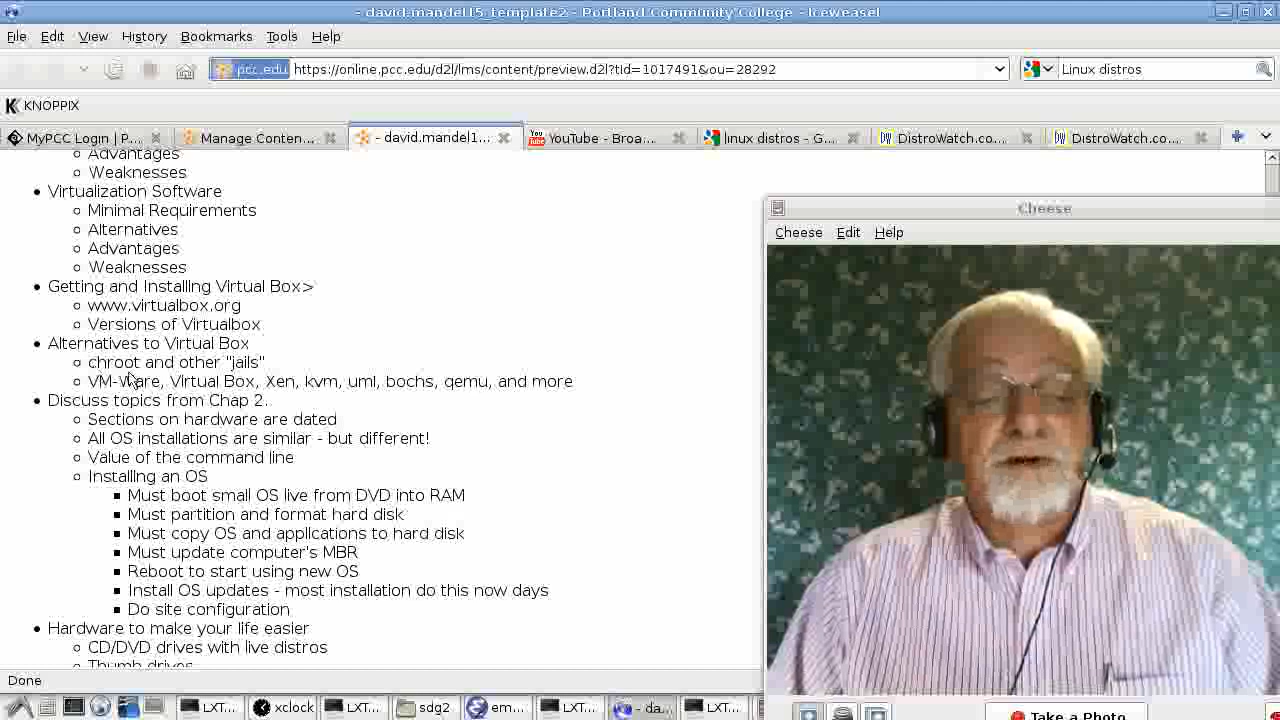 - david.mandel15_template2 - Portland Community College - Iceweasel
File Edit View History Bookmarks Tools Help
pcc.edu https://online.pcc.edu/d2l/lms/content/preview.d2l?tId=1017491&ou=28292 Linux distros
KNOPPIX
MyPCC Login | P... Manage Conten... - david.mandel1... YouTube - Broa... linux distros - G... DistroWatch.co... DistroWatch.co...
Advantages
Weaknesses
Virtualization Software
Minimal Requirements
Alternatives
Advantages
Weaknesses
Getting and Installing Virtual Box>
www.virtualbox.org
Versions of Virtualbox
Alternatives to Virtual Box
chroot and other "jails"
VM-Ware, Virtual Box, Xen, kvm, uml, bochs, qemu, and more
Discuss topics from Chap 2.
Sections on hardware are dated
All OS installations are similar - but different!
Value of the command line
Installing an OS
Must boot small OS live from DVD into RAM
Must partition and format hard disk
Must copy OS and applications to hard disk
Must update computer's MBR
Reboot to start using new OS
Install OS updates - most installation do this now days
Do site configuration
Hardware to make your life easier
CD/DVD drives with live distros
Thumb drives
Cheese
Cheese Edit Help
Take a Photo
Done
LXT... xclock LXT... sdg2 em... LXT... - da... LXT...